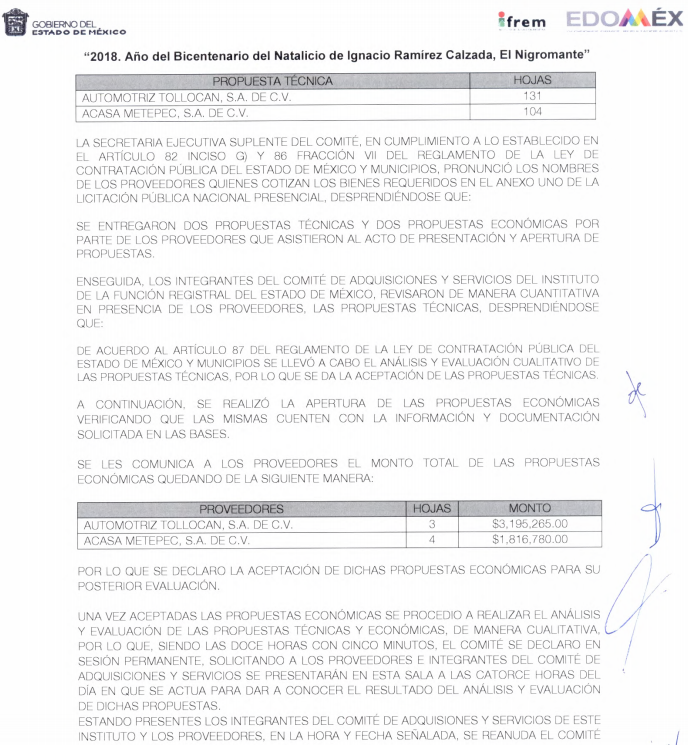 GOBIERNO DEL
ESTADO DE MÉXICO
ifrem
EDOMÉX
“2018. Año del Bicentenario del Natalicio de Ignacio Ramírez Calzada, El Nigromante”
PROPUESTA TÉCNICA HOJAS
AUTOMOTRIZ TOLLOCAN, S.A. DE C.V. 131
ACASA METEPEC, S.A. DE C.V. 104
LA SECRETARIA EJECUTIVA SUPLENTE DEL COMITÉ, EN CUMPLIMIENTO A LO ESTABLECIDO EN
EL ARTÍCULO 82 INCISO G) Y 86 FRACCIÓN VII DEL REGLAMENTO DE LA LEY DE
CONTRATACIÓN PÚBLICA DEL ESTADO DE MÉXICO Y MUNICIPIOS, PRONUNCIÓ LOS NOMBRES
DE LOS PROVEEDORES QUIENES COTIZAN LOS BIENES REQUERIDOS EN EL ANEXO UNO DE LA
LICITACIÓN PÚBLICA NACIONAL PRESENCIAL, DESPRENDIÉNDOSE QUE:
SE ENTREGARON DOS PROPUESTAS TÉCNICAS Y DOS PROPUESTAS ECONÓMICAS POR
PARTE DE LOS PROVEEDORES QUE ASISTIERON AL ACTO DE PRESENTACIÓN Y APERTURA DE
PROPUESTAS.
ENSEGUIDA, LOS INTEGRANTES DEL COMITÉ DE ADQUISICIONES Y SERVICIOS DEL INSTITUTO
DE LA FUNCIÓN REGISTRAL DEL ESTADO DE MÉXICO, REVISARON DE MANERA CUANTITATIVA
EN PRESENCIA DE LOS PROVEEDORES, LAS PROPUESTAS TÉCNICAS, DESPRENDIÉNDOSE
QUE:
DE ACUERDO AL ARTÍCULO 87 DEL REGLAMENTO DE LA LEY DE CONTRATACIÓN PÚBLICA DEL
ESTADO DE MÉXICO Y MUNICIPIOS SE LLEVÓ A CABO EL ANÁLISIS Y EVALUACIÓN CUALITATIVO DE
LAS PROPUESTAS TÉCNICAS, POR LO QUE SE DA LA ACEPTACIÓN DE LAS PROPUESTAS TÉCNICAS.
A CONTINUACIÓN, SE REALIZÓ LA APERTURA DE LAS PROPUESTAS ECONÓMICAS
VERIFICANDO QUE LAS MISMAS CUENTEN CON LA INFORMACIÓN Y DOCUMENTACIÓN
SOLICITADA EN LAS BASES.
SE LES COMUNICA A LOS PROVEEDORES EL MONTO TOTAL DE LAS PROPUESTAS
ECONÓMICAS QUEDANDO DE LA SIGUIENTE MANERA:
PROVEEDORES HOJAS MONTO
AUTOMOTRIZ TOLLOCAN, S.A. DE C.V. 3 $3,195,265.00
ACASA METEPEC, S.A. DE C.V. 4 $1,816,780.00
POR LO QUE SE DECLARO LA ACEPTACIÓN DE DICHAS PROPUESTAS ECONÓMICAS PARA SU
POSTERIOR EVALUACIÓN.
UNA VEZ ACEPTADAS LAS PROPUESTAS ECONÓMICAS SE PROCEDIO A REALIZAR EL ANÁLISIS
Y EVALUACIÓN DE LAS PROPUESTAS TÉCNICAS Y ECONÓMICAS, DE MANERA CUALITATIVA,
POR LO QUE, SIENDO LAS DOCE HORAS CON CINCO MINUTOS, EL COMITÉ SE DECLARO EN
SESIÓN PERMANENTE, SOLICITANDO A LOS PROVEEDORES E INTEGRANTES DEL COMITÉ DE
ADQUISICIONES Y SERVICIOS SE PRESENTARÁN EN ESTA SALA A LAS CATORCE HORAS DEL
DÍA EN QUE SE ACTUA PARA DAR A CONOCER EL RESULTADO DEL ANÁLISIS Y EVALUACIÓN
DE DICHAS PROPUESTAS.
ESTANDO PRESENTES LOS INTEGRANTES DEL COMITÉ DE ADQUISIONES Y SERVICIOS DE ESTE
INSTITUTO Y LOS PROVEEDORES, EN LA HORA Y FECHA SEÑALADA, SE REANUDA EL COMITÉ